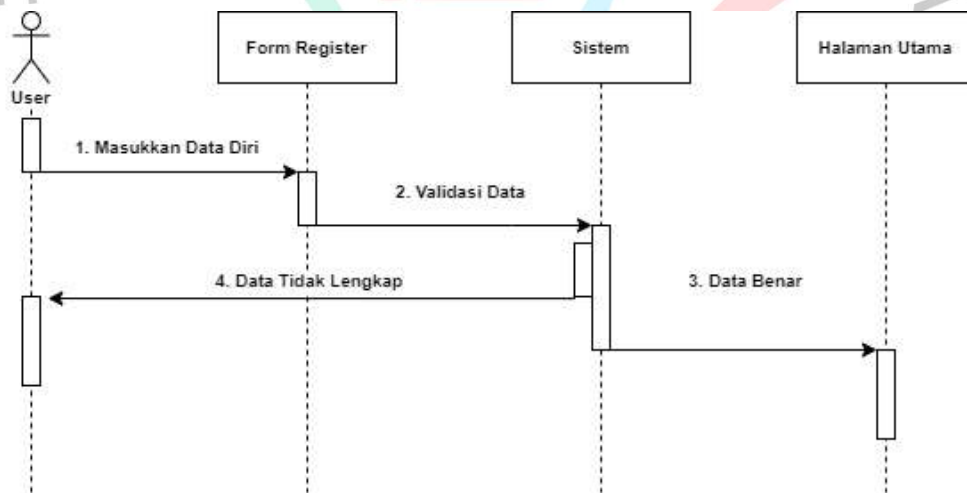 Form Register
Sistem
Halaman Utama
User
1. Masukkan Data Diri
2. Validasi Data
4. Data Tidak Lengkap
3. Data Benar